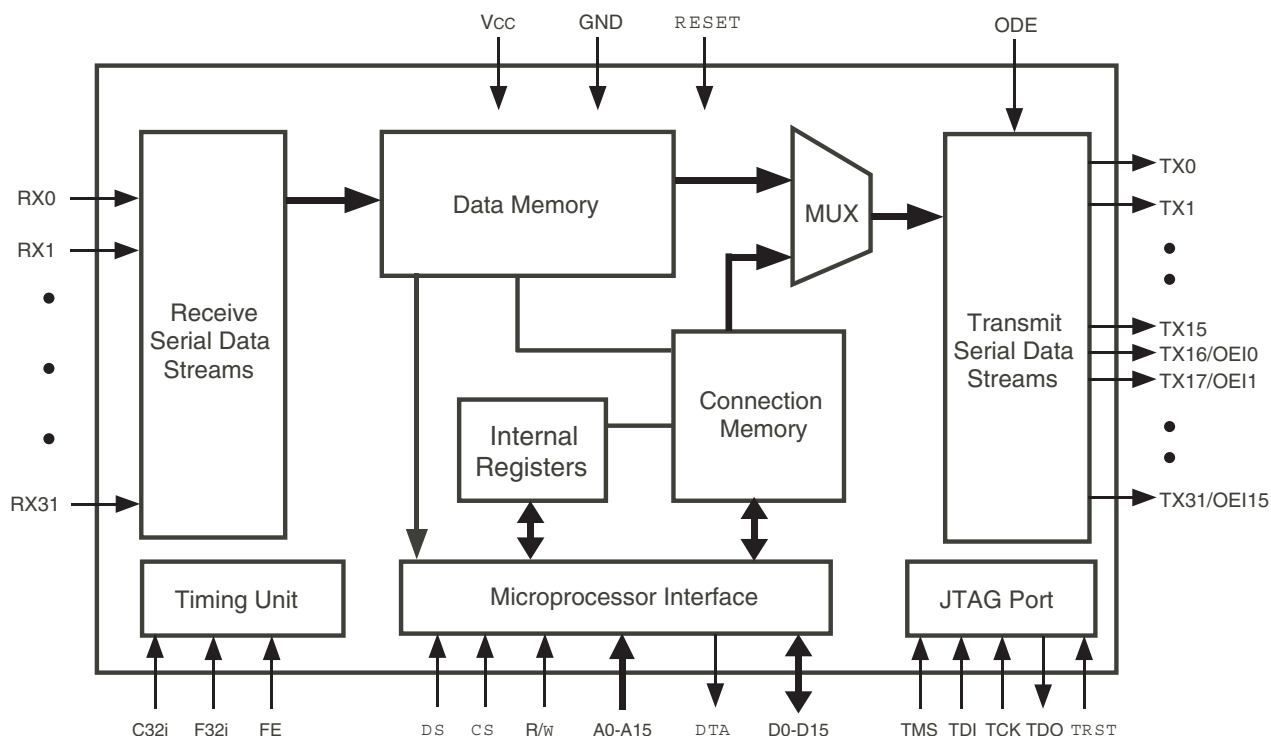 Vcc
GND
RESET
ODE
RX0
RX1
RX31
Receive
Serial Data
Streams
Data Memory
MUX
Internal
Registers
Connection
Memory
Transmit
Serial Data
Streams
TX0
TX1
TX15
TX16/OEI0
TX17/OEI1
TX31/OEI15
Timing Unit
Microprocessor Interface
JTAG Port
C32i
F32i
FE
DS
CS
R/W
A0-A15
DTA
D0-D15
TMS
TDI
TCK
TDO
TRST